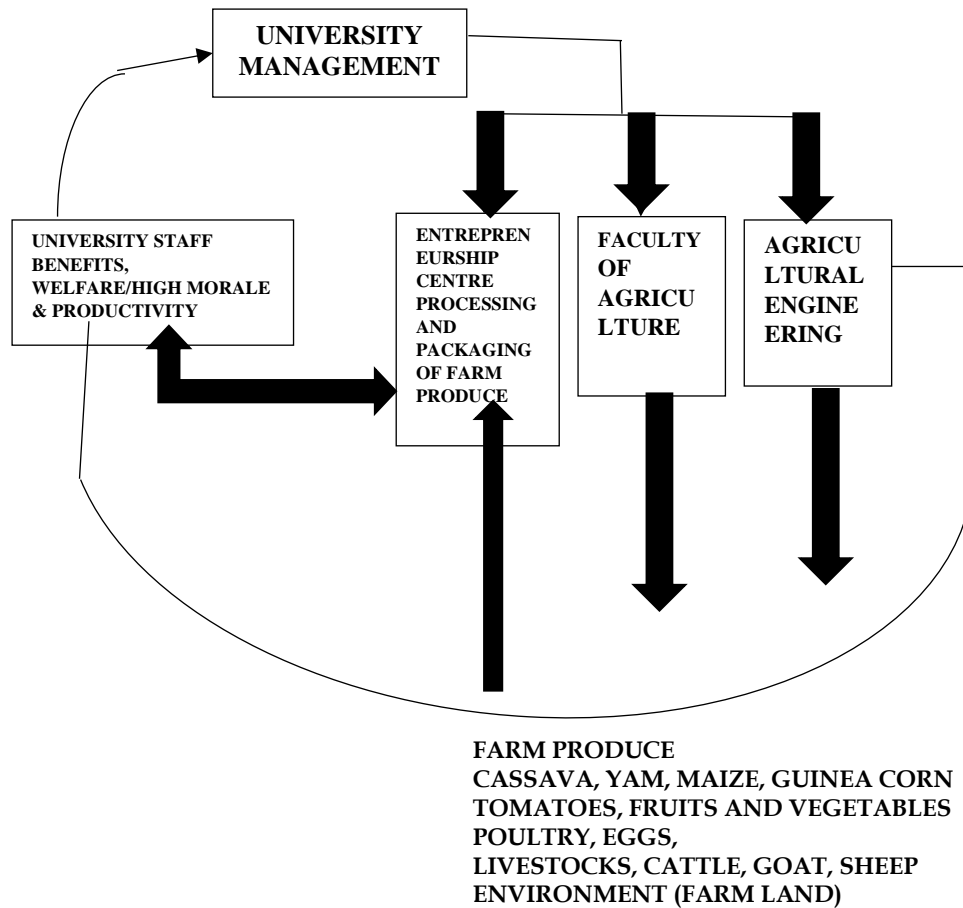 UNIVERSITY
MANAGEMENT
UNIVERSITY STAFF
BENEFITS,
WELFARE/HIGH MORALE
& PRODUCTIVITY
ENTREPREN
EURSHIP
CENTRE
PROCESSING
AND
PACKAGING
OF FARM
PRODUCE
FACULTY
OF
AGRICU
LTURE
AGRICU
LTURAL
ENGINE
ERING
FARM PRODUCE
CASSAVA, YAM, MAIZE, GUINEA CORN
TOMATOES, FRUITS AND VEGETABLES
POULTRY, EGGS,
LIVESTOCKS, CATTLE, GOAT, SHEEP
ENVIRONMENT (FARM LAND)